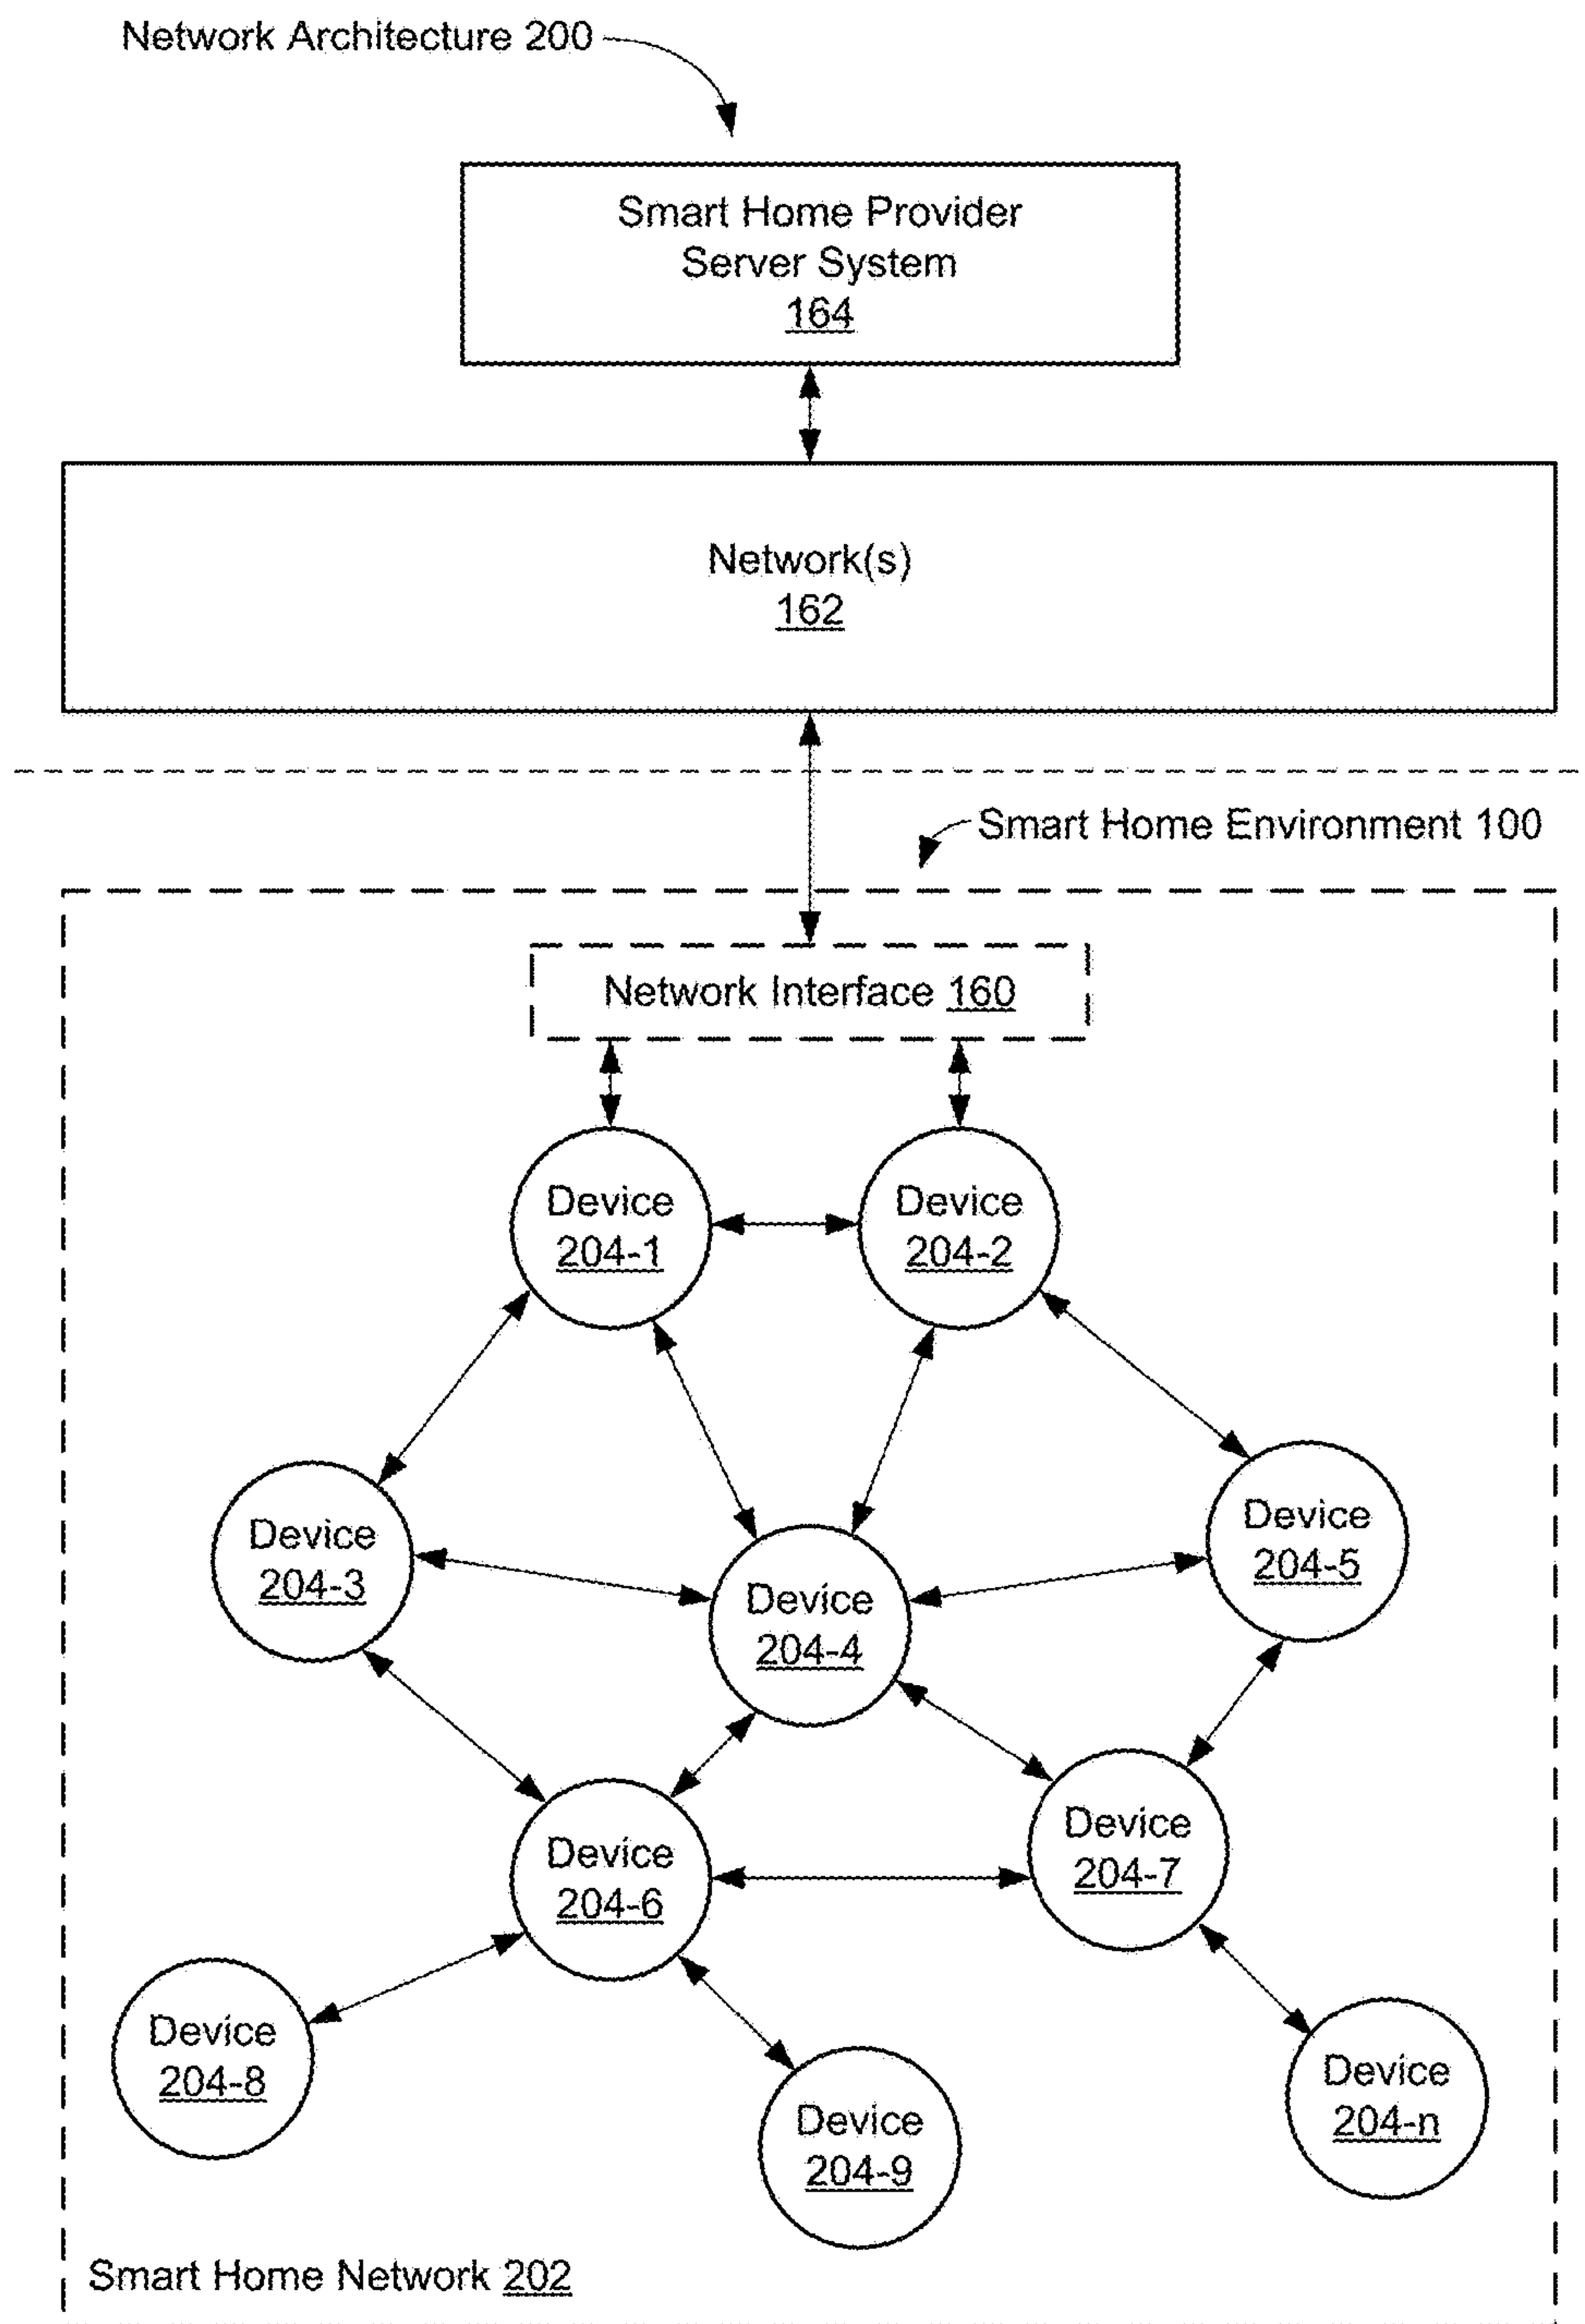 Network Architecture 200
Smart Home Provider
Server System
164
Network(s)
162
Smart Home Environment 100
Network Interface 160
Device
204-1
Device
204-2
Device
204-3
Device
204-4
Device
204-5
Device
204-6
Device
204-7
Device
204-8
Device
204-9
Device
204-n
Smart Home Network 202